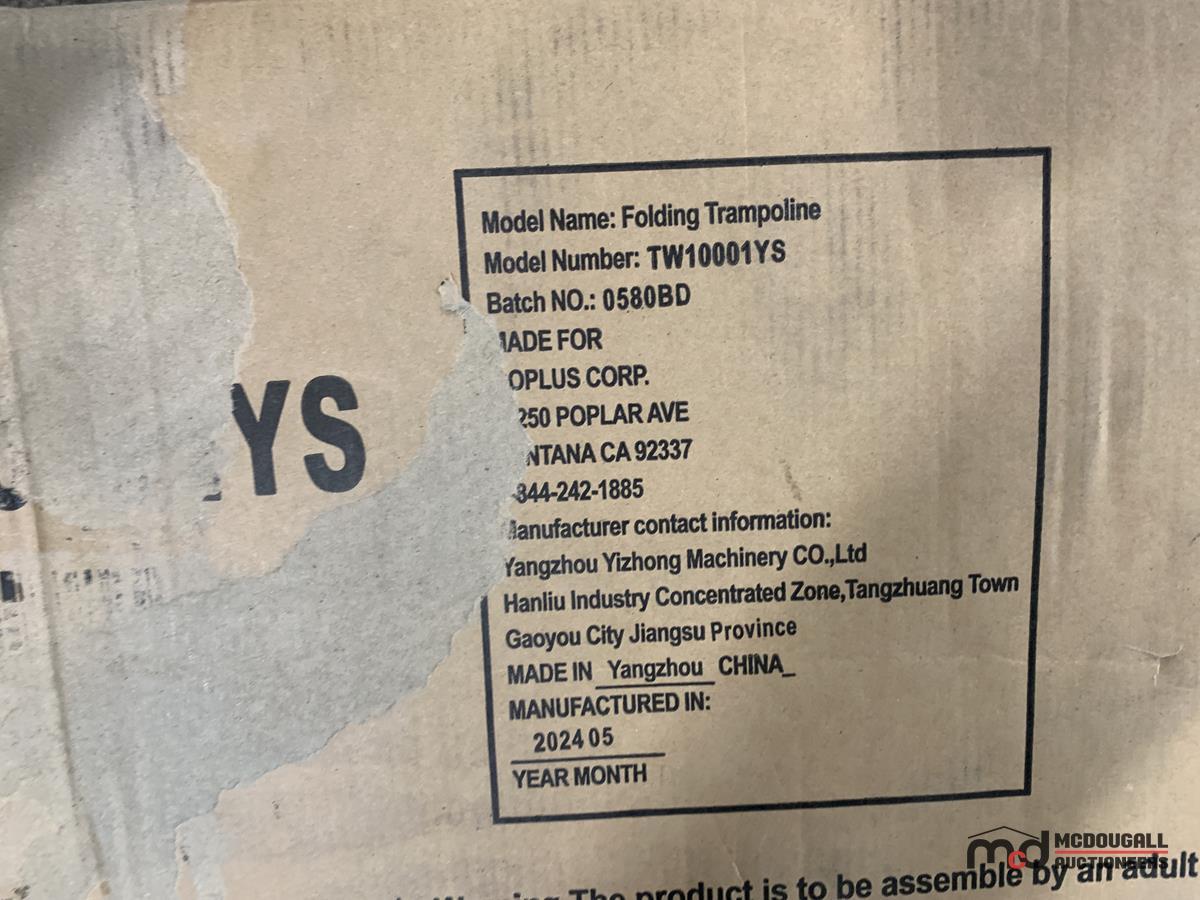 Model Name: Folding Trampoline
Model Number: TW10001YS
Batch NO.: 0580BD
ADE FOR
OPLUS CORP.
250 POPLAR AVE
NTANA CA 92337
844-242-1885
anufacturer contact information:
Yangzhou Yizhong Machinery CO.,Ltd
Hanliu Industry Concentrated Zone,Tangzhuang Town
Gaoyou City Jiangsu Province
MADE IN Yangzhou CHINA_
MANUFACTURED IN:
2024 05
YEAR MONTH
YS
The product is to be assemble by an adult
mcd MCDOUGALL
AUCTIONEERS